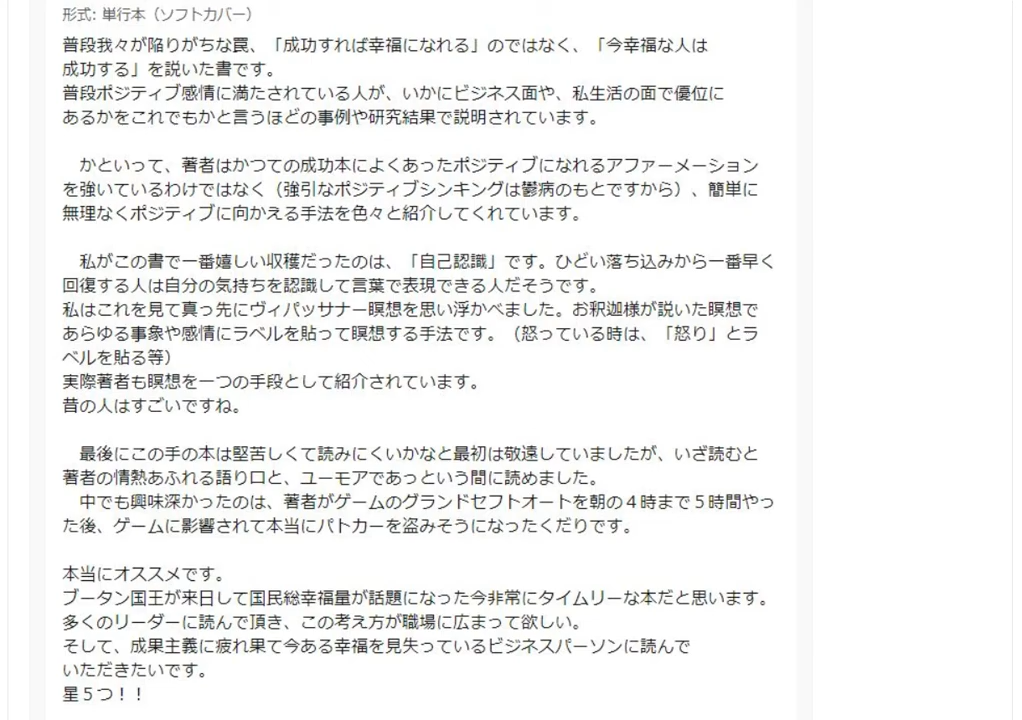 形式: 単行本（ソフトカバー）
普段我々が陥りがちな罠、「成功すれば幸福になれる」のではなく、「今幸福な人は
成功する」を説いた書です。
普段ポジティブ感情に満たされている人が、いかにビジネス面や、私生活の面で優位に
あるかをこれでもかと言うほどの事例や研究結果で説明されています。
　かといって、著者はかつての成功本によくあったポジティブになれるアファーメーション
を強いているわけではなく（強引なポジティブシンキングは鬱病のもとですから）、簡単に
無理なくポジティブに向かえる手法を色々と紹介してくれています。
　私がこの書で一番嬉しい収穫だったのは、「自己認識」です。ひどい落ち込みから一番早く
回復する人は自分の気持ちを認識して言葉で表現できる人だそうです。
私はこれを見て真っ先にヴィパッサナー瞑想を思い浮かべました。お釈迦様が説いた瞑想で
あらゆる事象や感情にラベルを貼って瞑想する手法です。（怒っている時は、「怒り」とラ
ベルを貼る等）
実際著者も瞑想を一つの手段として紹介されています。
昔の人はすごいですね。
　最後にこの手の本は堅苦しくて読みにくいかなと最初は敬遠していましたが、いざ読むと
著者の情熱あふれる語り口と、ユーモアであっという間に読めました。
　中でも興味深かったのは、著者がゲームのグランドセフトオートを朝の４時まで５時間やっ
た後、ゲームに影響されて本当にパトカーを盗みそうになったくだりです。
本当にオススメです。
ブータン国王が来日して国民総幸福量が話題になった今非常にタイムリーな本だと思います。
多くのリーダーに読んで頂き、この考え方が職場に広まって欲しい。
そして、成果主義に疲れ果て今ある幸福を見失っているビジネスパーソンに読んで
いただきたいです。
星５つ！！